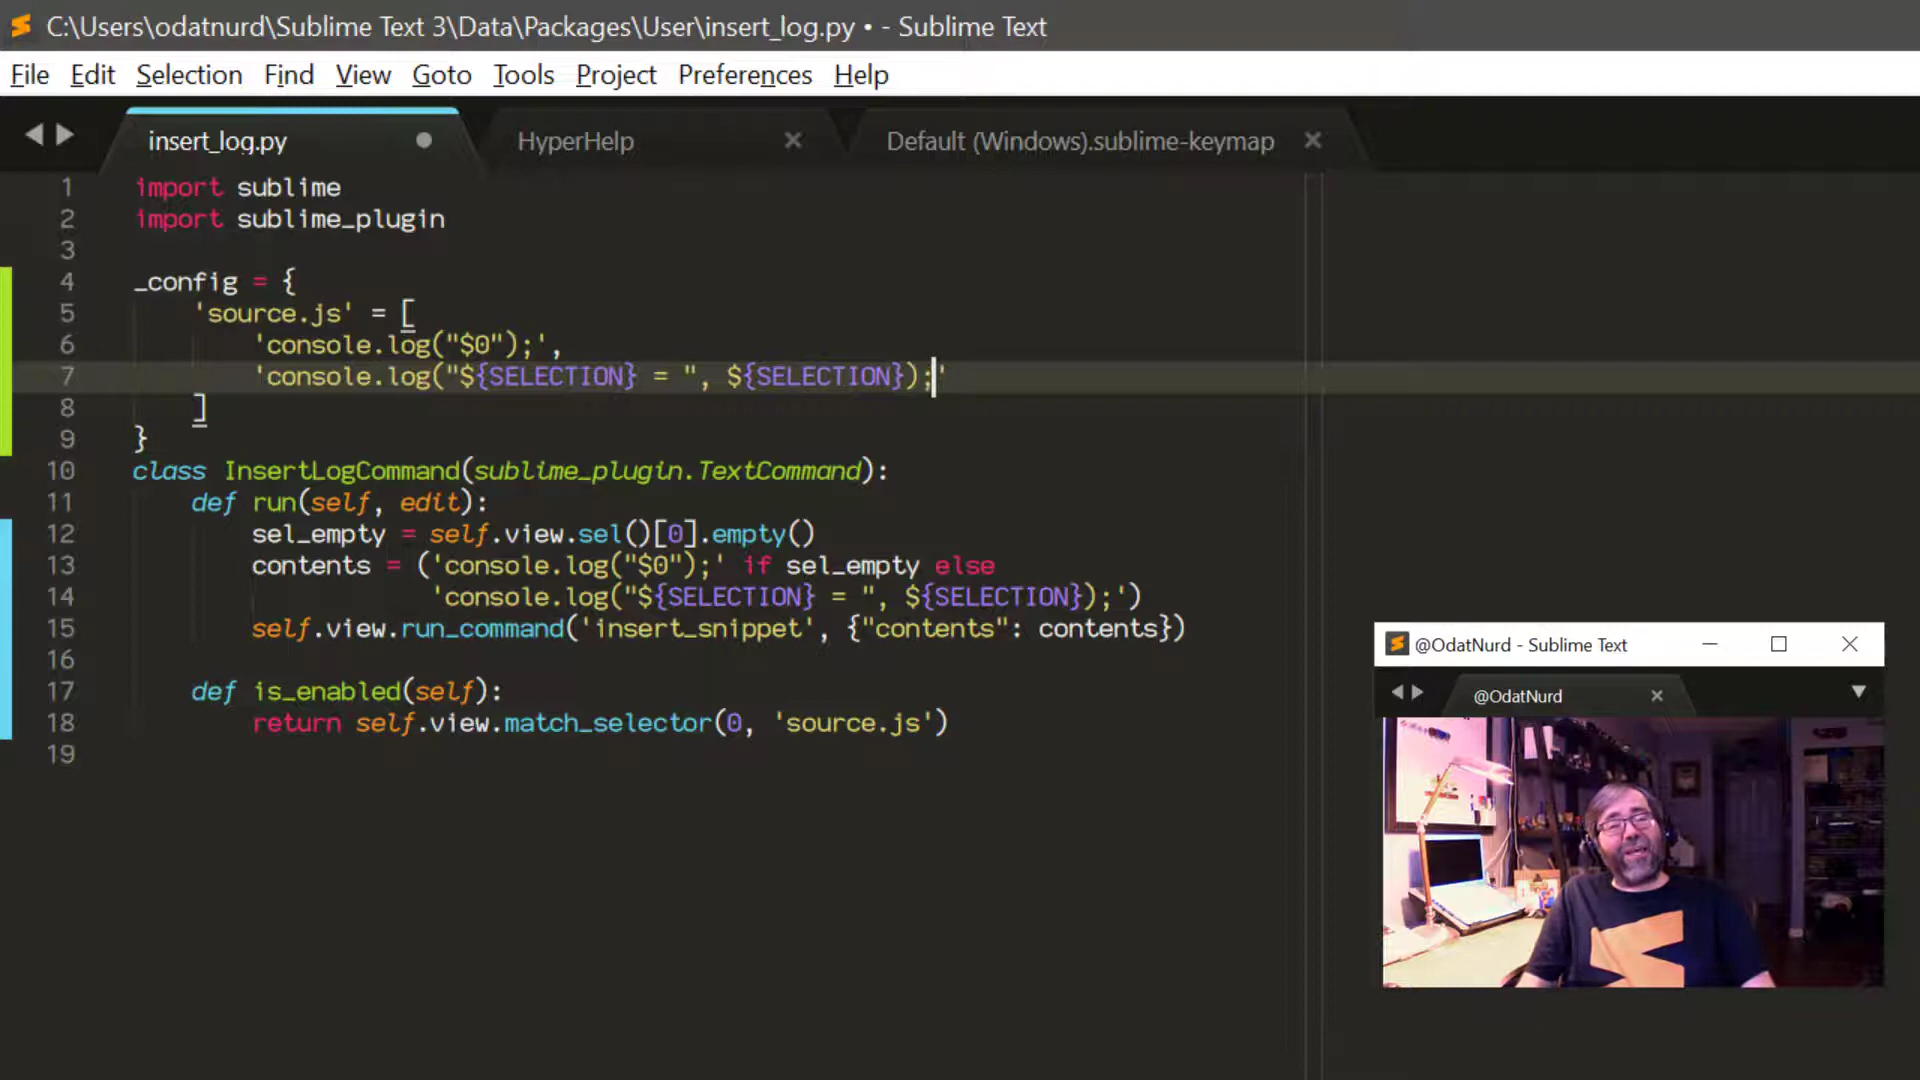 C:\Users\odatnurd\Sublime Text 3\Data\Packages\User\insert_log.py • - Sublime Text
File Edit Selection Find View Goto Tools Project Preferences Help
insert_log.py HyperHelp Default (Windows).sublime-keymap
1 import sublime
2 import sublime_plugin
3
4 _config = {
5 'source.js' = [
6 'console.log("$0");',
7 'console.log("${SELECTION} = ", ${SELECTION});'
8 ]
9 }
10 class InsertLogCommand(sublime_plugin.TextCommand):
11 def run(self, edit):
12 sel_empty = self.view.sel()[0].empty()
13 contents = ('console.log("$0");' if sel_empty else
14 'console.log("${SELECTION} = ", ${SELECTION});')
15 self.view.run_command('insert_snippet', {"contents": contents})
16
17 def is_enabled(self):
18 return self.view.match_selector(0, 'source.js')
19
@OdatNurd - Sublime Text
@OdatNurd